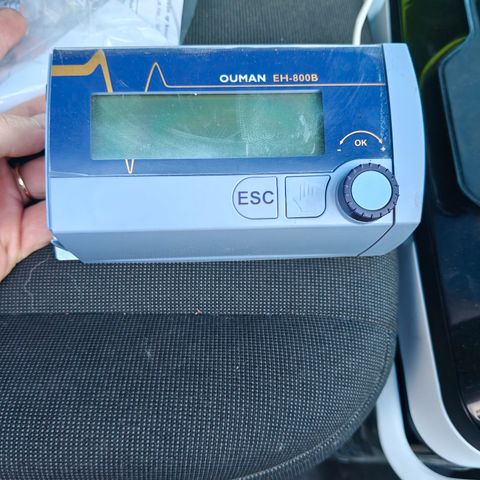 OUMAN EH-800B
- OK +
ESC